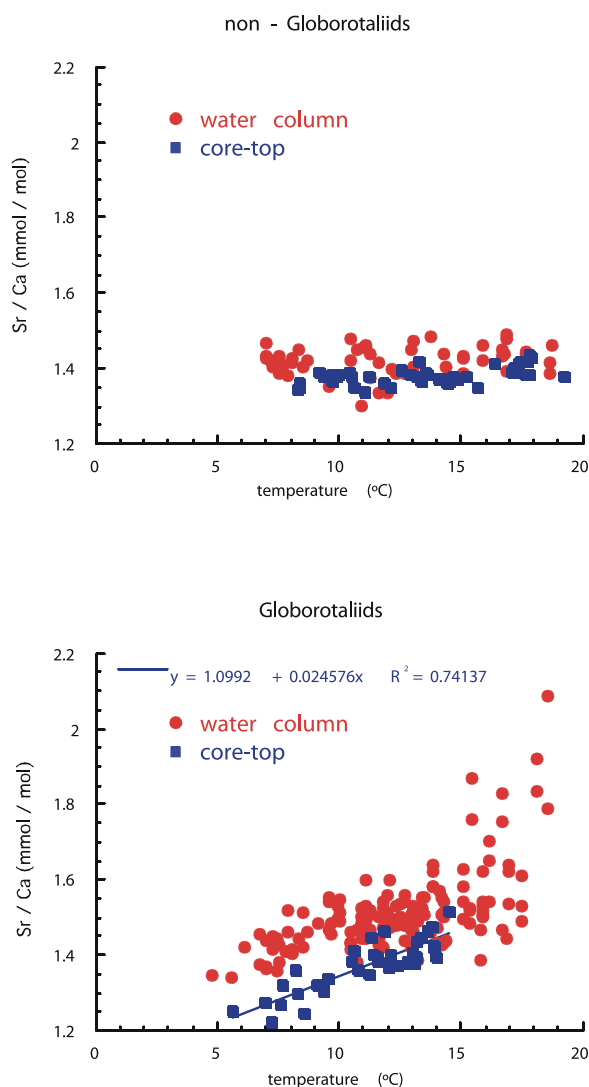 non - Globorotaliids
2.2
water column
2
core-top
1.8
Sr / Ca (mmol / mol)
1.6
1.4
1.2
0 5 10 15 20
temperature (ºC)
Globorotaliids
2.2
y = 1.0992 + 0.024576x R² = 0.74137
water column
2
core-top
1.8
Sr / Ca (mmol / mol)
1.6
1.4
1.2
0 5 10 15 20
temperature (ºC)